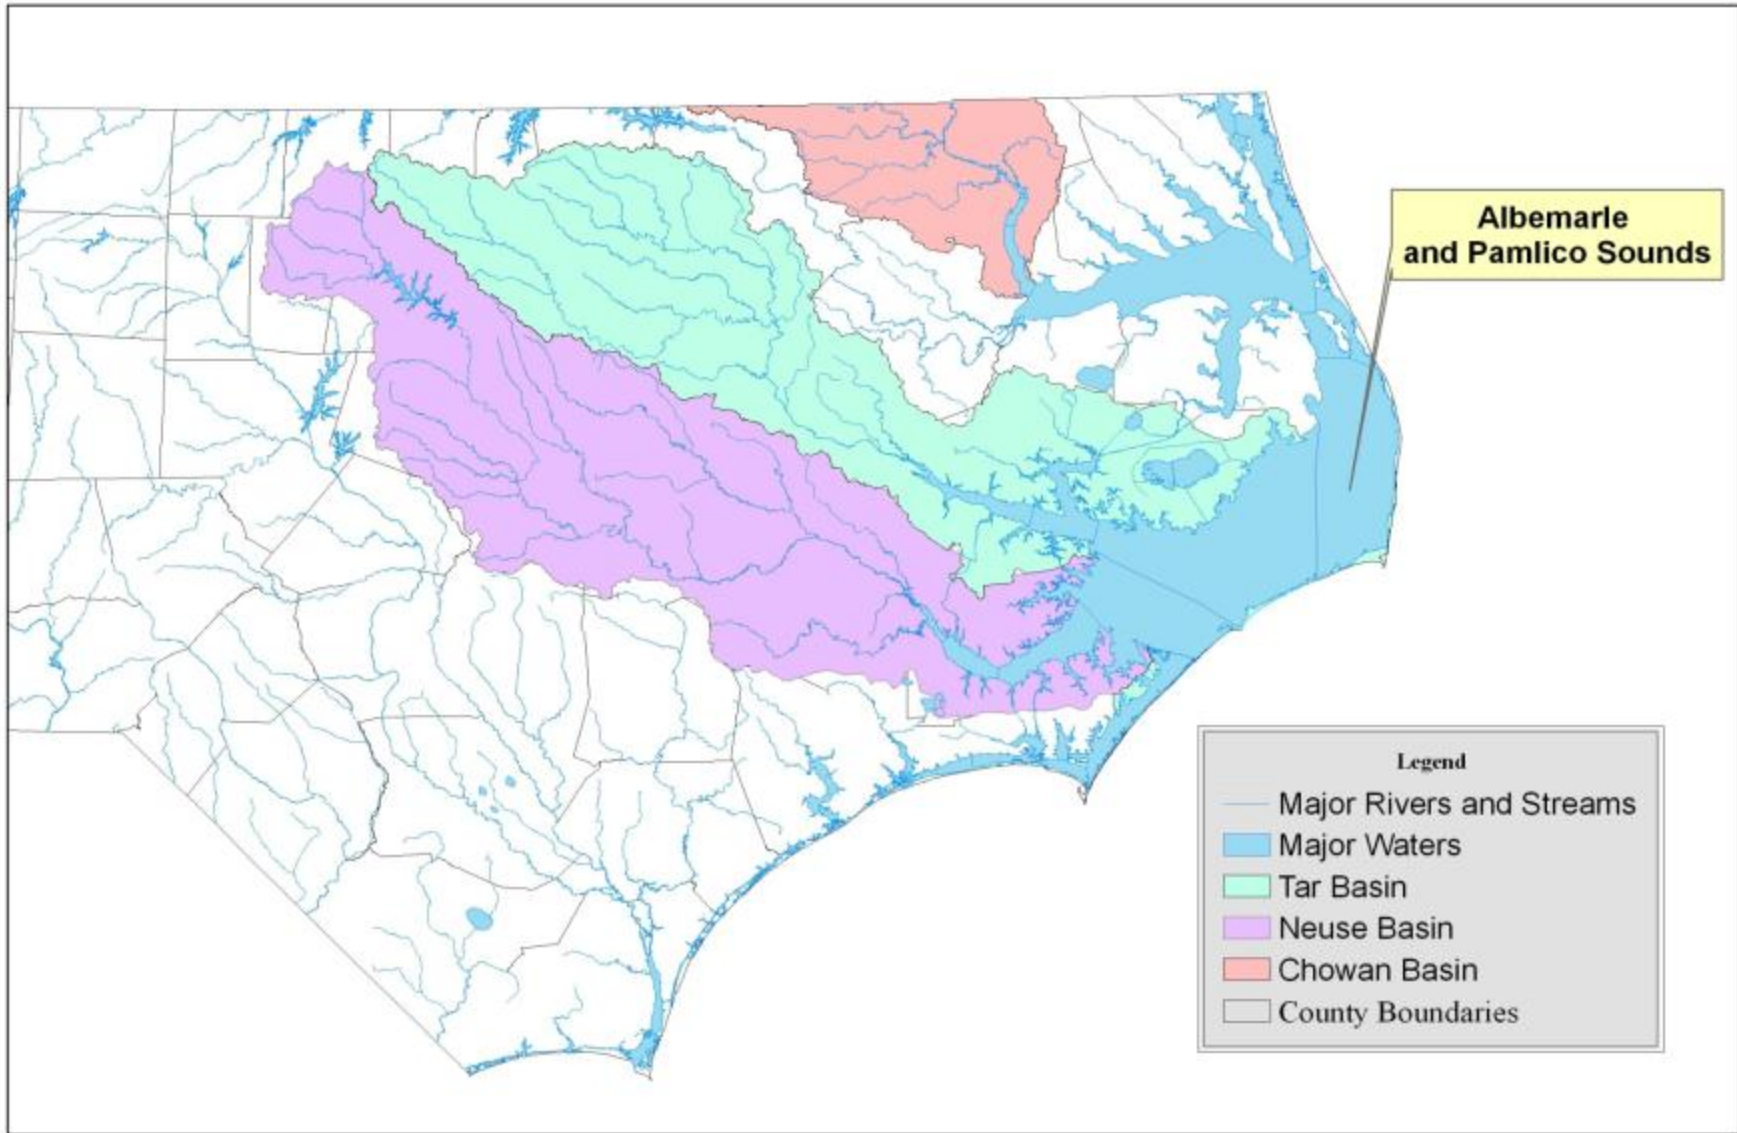 Albemarle
and Pamlico Sounds
Legend
Major Rivers and Streams
Major Waters
Tar Basin
Neuse Basin
Chowan Basin
County Boundaries